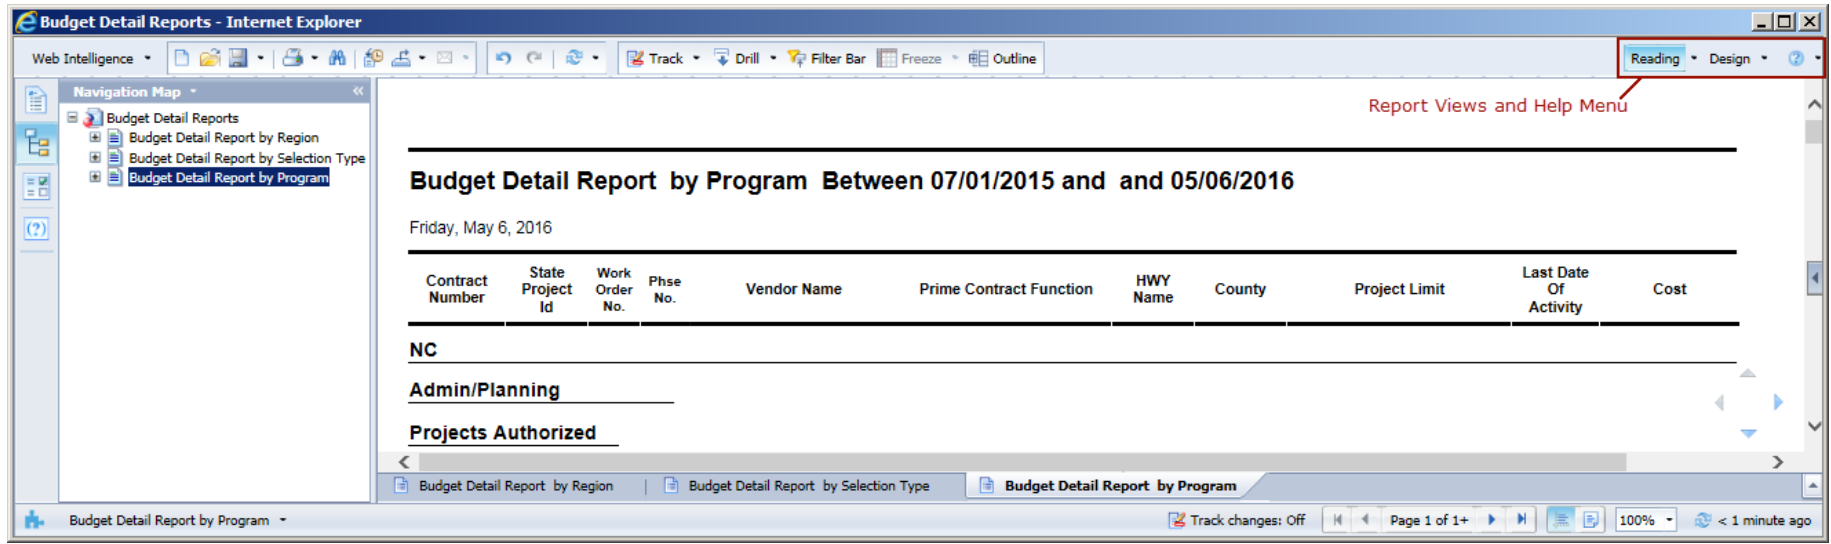 Budget Detail Reports - Internet Explorer
Web Intelligence Track Drill Filter Bar Freeze Outline Reading Design
Navigation Map
Report Views and Help Menu
Budget Detail Reports
Budget Detail Report by Region
Budget Detail Report by Selection Type
Budget Detail Report by Program
Budget Detail Report by Program Between 07/01/2015 and and 05/06/2016
Friday, May 6, 2016
Contract Number State Project Id Work Order No. Phse No. Vendor Name Prime Contract Function HWY Name County Project Limit Last Date Of Activity Cost
NC
Admin/Planning
Projects Authorized
Budget Detail Report by Region | Budget Detail Report by Selection Type Budget Detail Report by Program
Budget Detail Report by Program Track changes: Off Page 1 of 1+ 100% < 1 minute ago